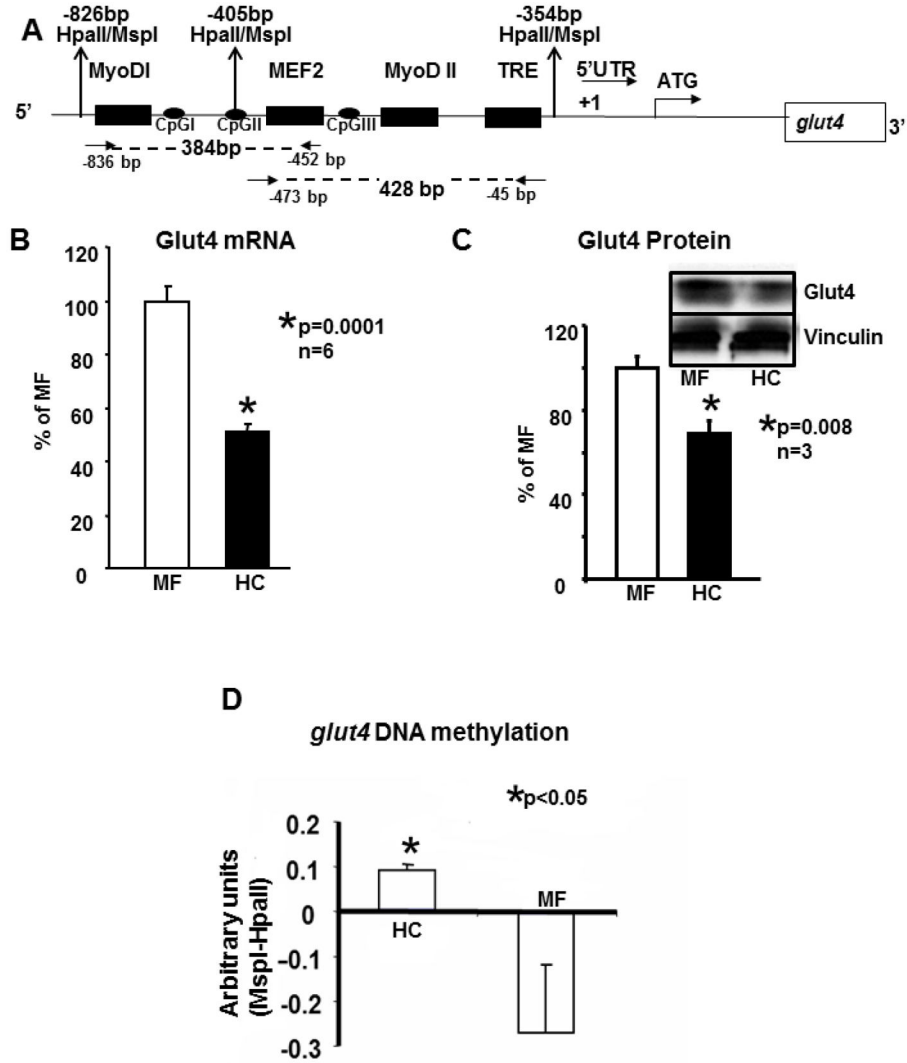 A
-826bp
HpaII/MspI
-405bp
HpaII/MspI
-354bp
HpaII/MspI
MyoDI
MEF2
MyoD II
TRE
5'UTR
+1
ATG
5'
CpGI
CpGII
CpGIII
glut4
3'
384bp
-836 bp
-452 bp
428 bp
-473 bp
-45 bp
B
Glut4 mRNA
120
100
80
60
40
20
0
% of MF
*
*p=0.0001
n=6
MF
HC
C
Glut4 Protein
Glut4
Vinculin
MF
HC
120
80
40
0
% of MF
*
*p=0.008
n=3
MF
HC
D
glut4 DNA methylation
*p<0.05
0.2
0.1
0
-0.1
-0.2
-0.3
Arbitrary units
(MspI-HpaII)
*
HC
MF